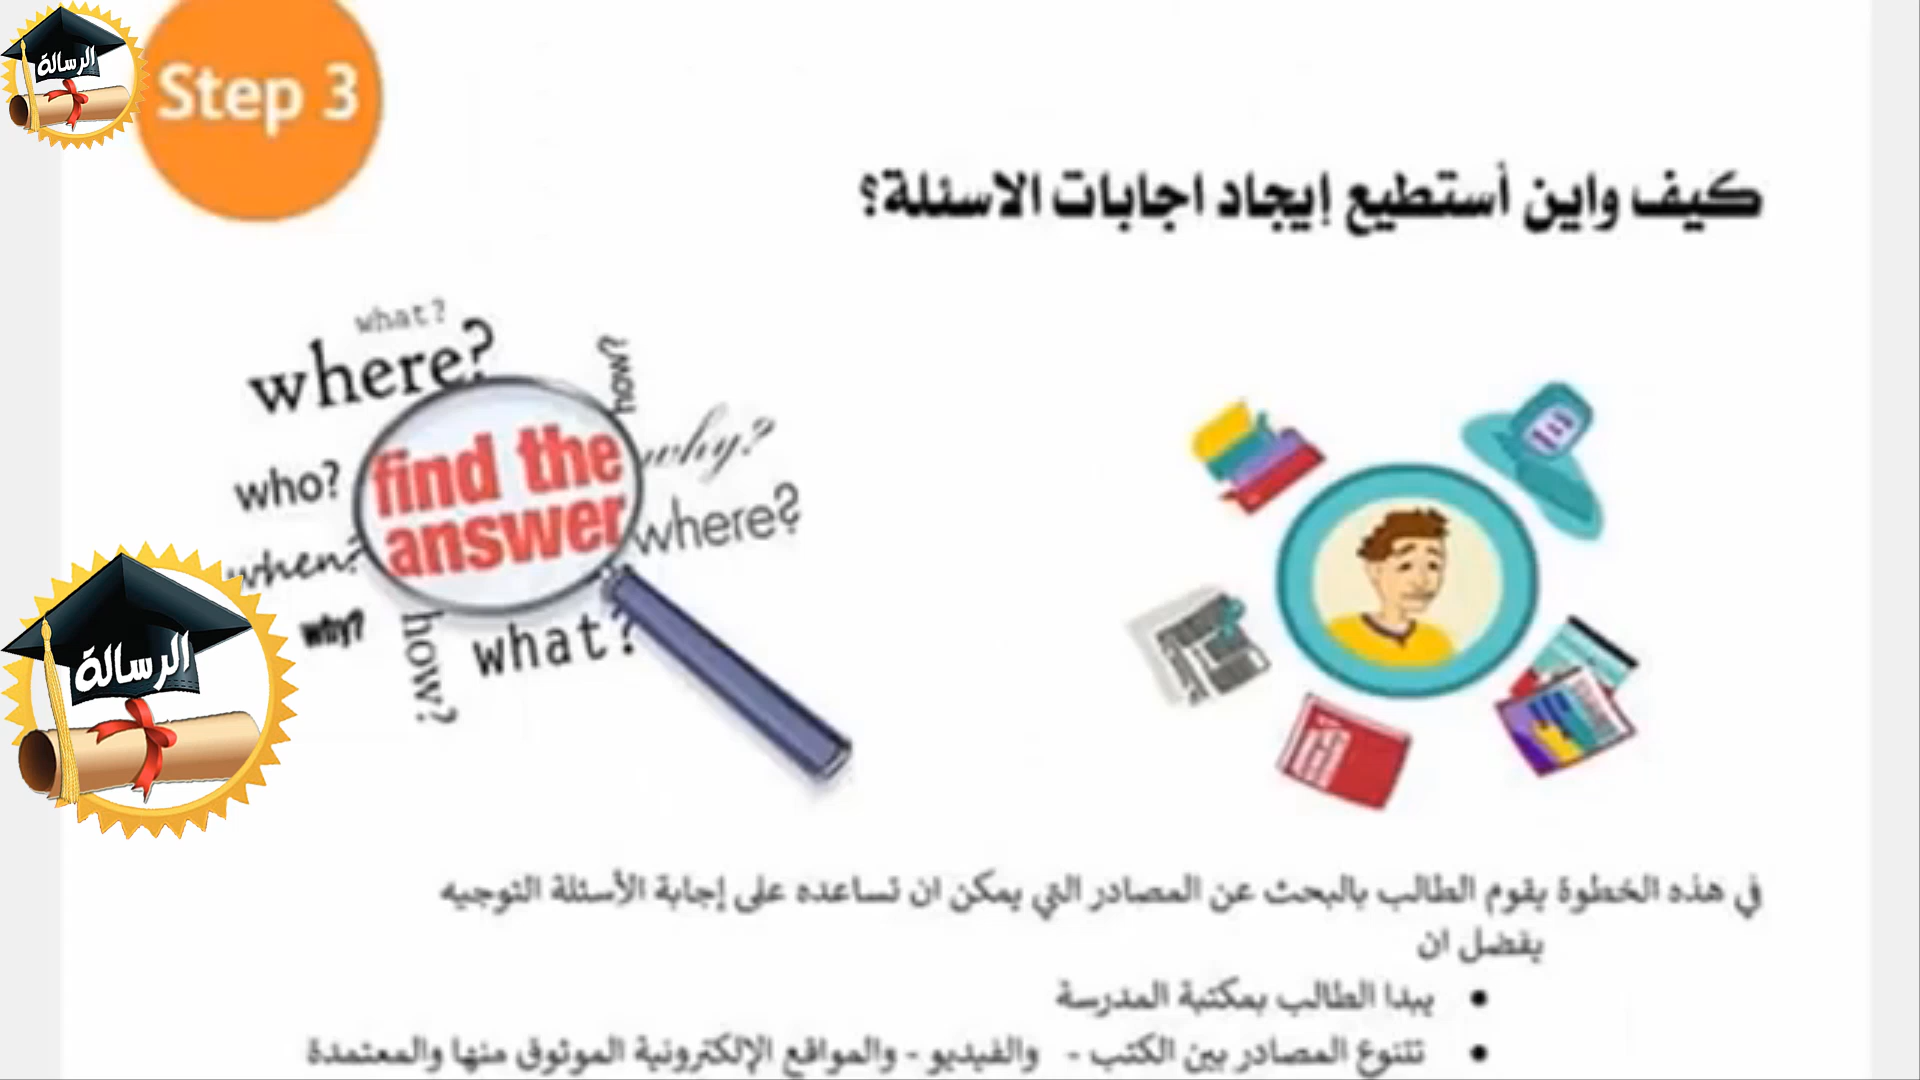 الرسالة
Step 3
كيف واين أستطيع إيجاد اجابات الاسئلة؟
what?
where?
how?
why?
find the
answer
who?
where?
when?
why?
how?
what?
الرسالة
في هذه الخطوة يقوم الطالب بالبحث عن المصادر التي يمكن ان تساعده على إجابة الأسئلة التوجيه
يفضل ان
• يبدا الطالب بمكتبة المدرسة
• تتنوع المصادر بين الكتب - والفيديو - والمواقع الإلكترونية الموثوق منها والمعتمدة